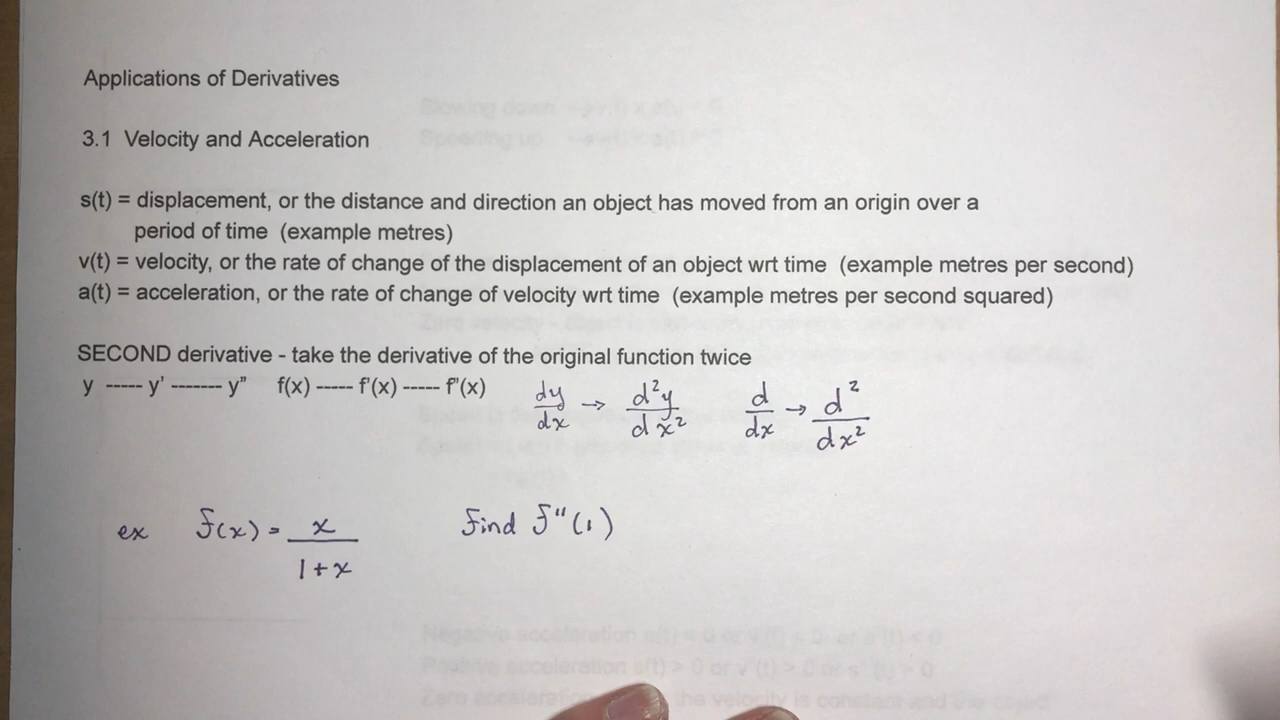 Applications of Derivatives
3.1 Velocity and Acceleration
s(t) = displacement, or the distance and direction an object has moved from an origin over a
period of time (example metres)
v(t) = velocity, or the rate of change of the displacement of an object wrt time (example metres per second)
a(t) = acceleration, or the rate of change of velocity wrt time (example metres per second squared)
SECOND derivative - take the derivative of the original function twice
y ----- y' ------- y" f(x) ----- f'(x) ----- f"(x) dy/dx → d²y/dx² d/dx → d²/dx²
ex f(x) = x/(1+x) Find f"(1)